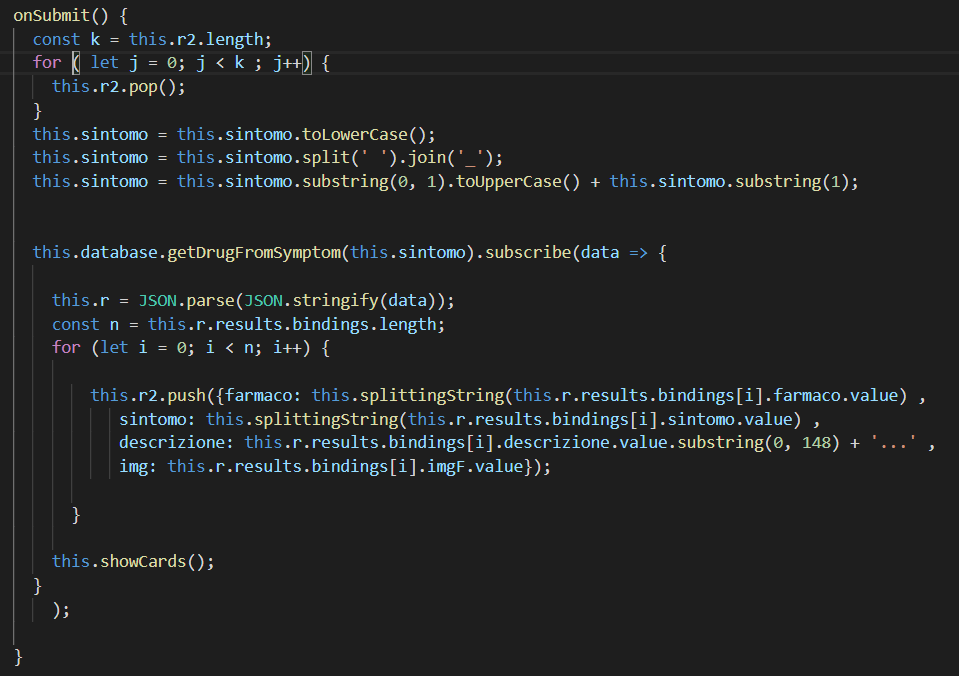 onSubmit() {
const k = this.r2.length;
for ( let j = 0; j < k ; j++) {
this.r2.pop();
}
this.sintomo = this.sintomo.toLowerCase();
this.sintomo = this.sintomo.split(' ').join('_');
this.sintomo = this.sintomo.substring(0, 1).toUpperCase() + this.sintomo.substring(1);
this.database.getDrugFromSymptom(this.sintomo).subscribe(data => {
this.r = JSON.parse(JSON.stringify(data));
const n = this.r.results.bindings.length;
for (let i = 0; i < n; i++) {
this.r2.push({farmaco: this.splittingString(this.r.results.bindings[i].farmaco.value) ,
sintomo: this.splittingString(this.r.results.bindings[i].sintomo.value) ,
descrizione: this.r.results.bindings[i].descrizione.value.substring(0, 148) + '...' ,
img: this.r.results.bindings[i].imgF.value});
}
this.showCards();
}
);
}